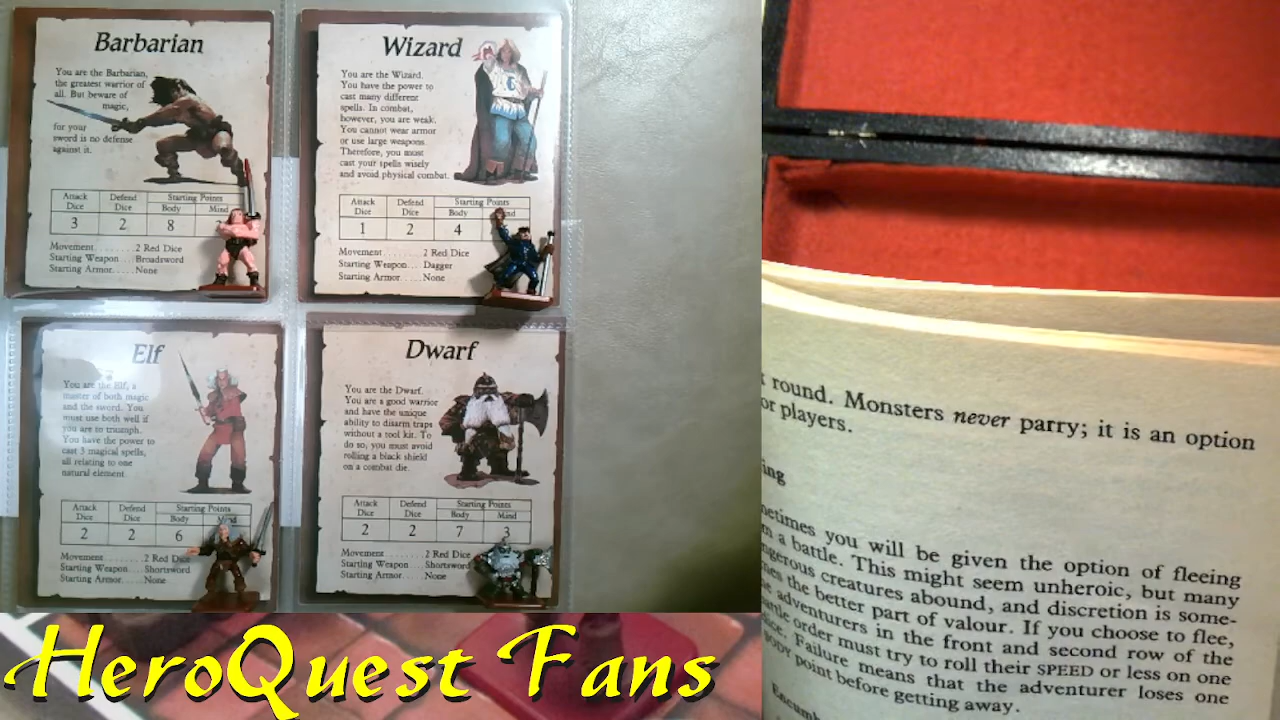 Barbarian
You are the Barbarian,
the greatest warrior of
all. But beware of
magic,
for your
sword is no defense
against it.
Attack Dice
Defend Dice
Starting Points
Body
Mind
3
2
8
Movement........2 Red Dice
Starting Weapon...Broadsword
Starting Armor.....None
Wizard
You are the Wizard.
You have the power to
cast many different
spells. In combat,
however, you are weak.
You cannot wear armor
or use large weapons.
Therefore, you must
cast your spells wisely
and avoid physical combat.
Attack Dice
Defend Dice
Starting Points
Body
1
2
4
Movement........2 Red Dice
Starting Weapon...Dagger
Starting Armor.....None
Elf
You are the Elf, a
master of both magic
and the sword. You
must use both well if
you are to triumph.
You have the power to
cast 3 magical spells,
all relating to one
natural element.
Attack Dice
Defend Dice
Starting Points
Body
Mind
2
2
6
Movement........2 Red Dice
Starting Weapon...Shortsword
Starting Armor.....None
Dwarf
You are the Dwarf.
You are a good warrior
and have the unique
ability to disarm traps
without a tool kit. To
do so, you must avoid
rolling a black shield
on a combat die.
Attack Dice
Defend Dice
Starting Points
Body
Mind
2
2
7
3
Movement........2 Red Dice
Starting Weapon...Shortsword
Starting Armor.....None
HeroQuest Fans
round. Monsters never parry; it is an option
or players.
you will be given the option of fleeing
a battle. This might seem unheroic, but many
creatures abound, and discretion is some-
the better part of valour. If you choose to flee,
adventurers in the front and second row of the
order must try to roll their SPEED or less on one
Failure means that the adventurer loses one
BODY point before getting away.